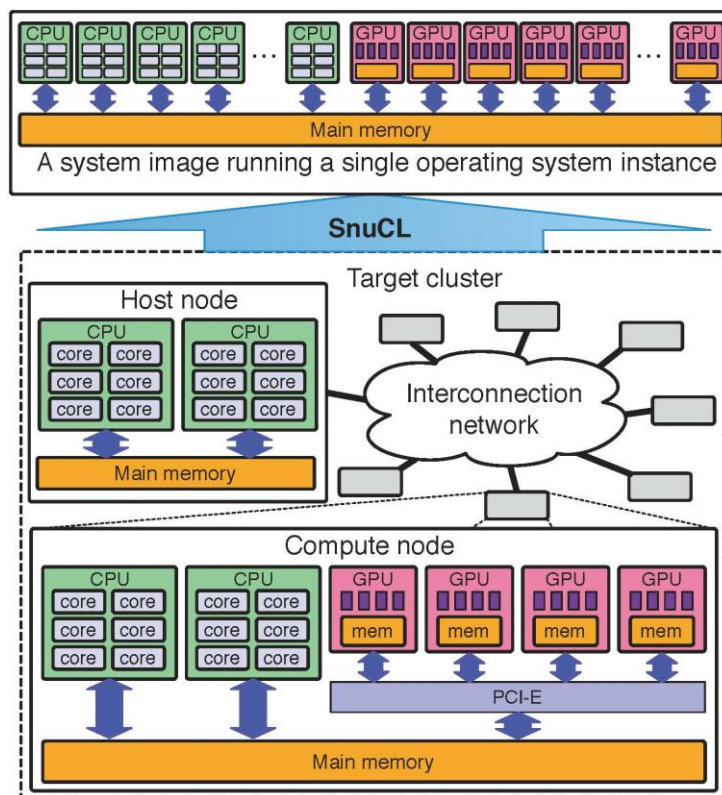 CPU CPU CPU CPU ... CPU GPU GPU GPU GPU GPU ... GPU
Main memory
A system image running a single operating system instance
SnuCL
Target cluster
Host node
CPU CPU
core core core core
core core core core
core core core core
Main memory
Interconnection
network
Compute node
CPU CPU GPU GPU GPU GPU
core core core core
core core core core mem mem mem mem
core core core core
PCI-E
Main memory